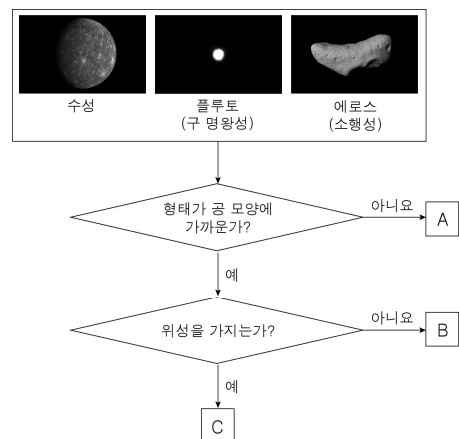 수성
플루토
(구 명왕성)
에로스
(소행성)
형태가 공 모양에
가까운가?
아니요
A
예
위성을 가지는가?
아니요
B
예
C